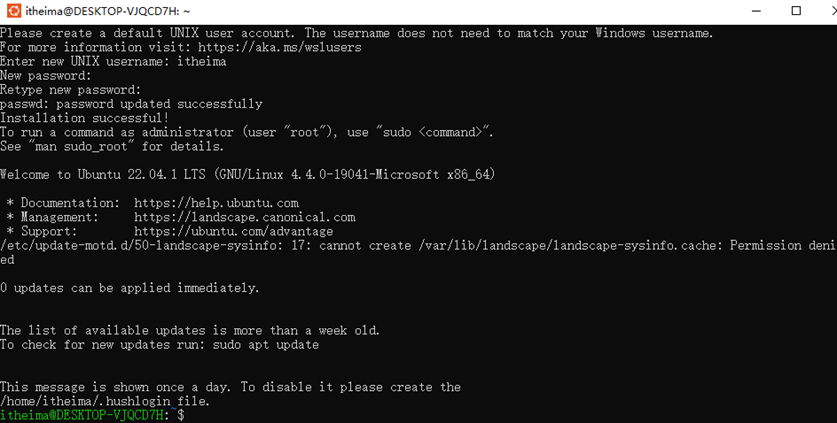 itheima@DESKTOP-VJQCD7H: ~
Please create a default UNIX user account. The username does not need to match your Windows username.
For more information visit: https://aka.ms/wslusers
Enter new UNIX username: itheima
New password:
Retype new password:
passwd: password updated successfully
Installation successful!
To run a command as administrator (user "root"), use "sudo <command>".
See "man sudo_root" for details.
Welcome to Ubuntu 22.04.1 LTS (GNU/Linux 4.4.0-19041-Microsoft x86_64)
* Documentation:  https://help.ubuntu.com
* Management:     https://landscape.canonical.com
* Support:        https://ubuntu.com/advantage
/etc/update-motd.d/50-landscape-sysinfo: 17: cannot create /var/lib/landscape/landscape-sysinfo.cache: Permission deni
ed
0 updates can be applied immediately.
The list of available updates is more than a week old.
To check for new updates run: sudo apt update
This message is shown once a day. To disable it please create the
/home/itheima/.hushlogin file.
itheima@DESKTOP-VJQCD7H:~$